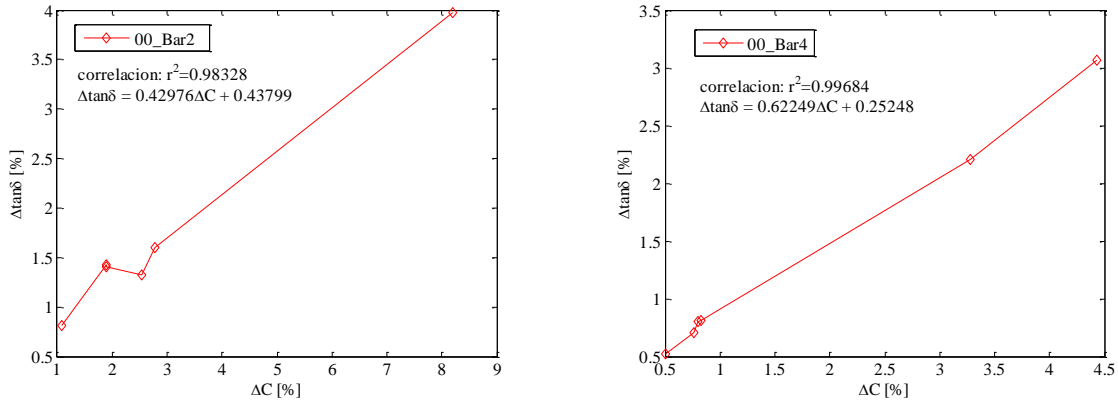 4
3.5
3
2.5
2
1.5
1
0.5
Δtanδ [%]
00_Bar2
correlacion: r²=0.98328
Δtanδ = 0.42976ΔC + 0.43799
1 2 3 4 5 6 7 8 9
ΔC [%]
3.5
3
2.5
2
1.5
1
0.5
Δtanδ [%]
00_Bar4
correlacion: r²=0.99684
Δtanδ = 0.62249ΔC + 0.25248
0.5 1 1.5 2 2.5 3 3.5 4 4.5
ΔC [%]